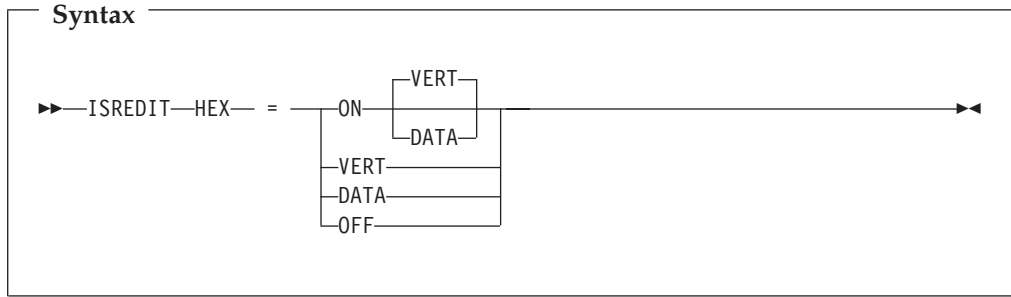 Syntax
VERT
ISREDIT HEX = ON
DATA
VERT
DATA
OFF